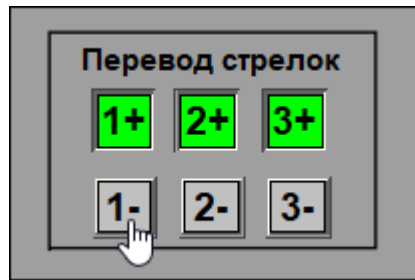 Перевод стрелок
1+ 2+ 3+
1- 2- 3-